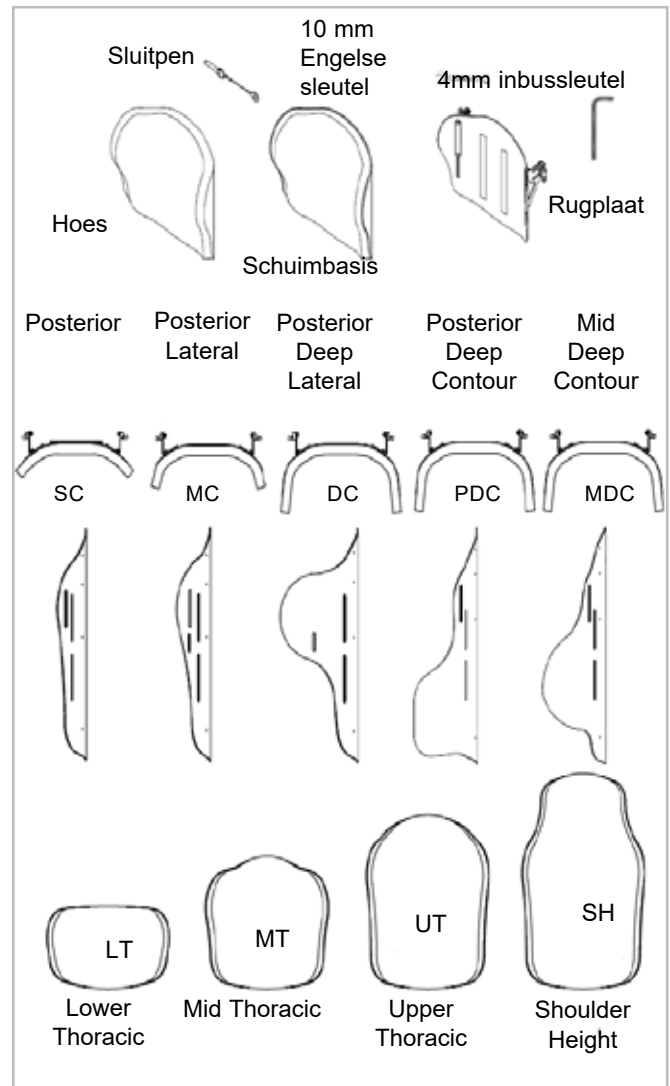 Sluitpen
10 mm
Engelse
sleutel
4mm inbussleutel
Hoes
Schuimbasis
Rugplaat
Posterior
Posterior
Lateral
Posterior
Deep
Lateral
Posterior
Deep
Contour
Mid
Deep
Contour
SC
MC
DC
PDC
MDC
LT
MT
UT
SH
Lower
Thoracic
Mid Thoracic
Upper
Thoracic
Shoulder
Height